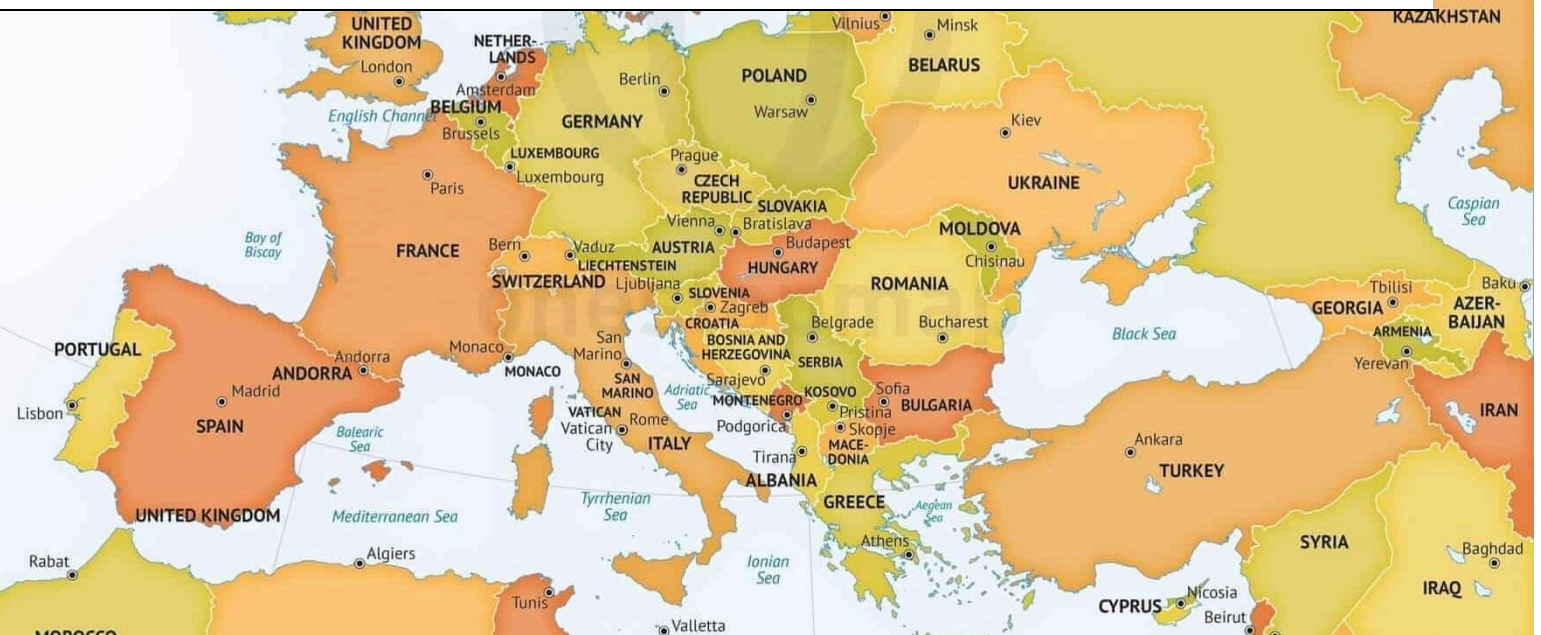 KAZAKHSTAN
UNITED
KINGDOM
Vilnius
Minsk
NETHER-
LANDS
London
BELARUS
Berlin
POLAND
Amsterdam
BELGIUM
English Channel
Warsaw
GERMANY
Kiev
Brussels
LUXEMBOURG
Luxembourg
Prague
CZECH
REPUBLIC
Paris
UKRAINE
SLOVAKIA
Caspian
Sea
Vienna
Bratislava
MOLDOVA
Bay of
Biscay
Bern
Vaduz
AUSTRIA
Budapest
FRANCE
LIECHTENSTEIN
HUNGARY
Chisinau
SWITZERLAND
Ljubljana
SLOVENIA
ROMANIA
Tbilisi
Baku
Zagreb
GEORGIA
AZER-
BAIJAN
CROATIA
Belgrade
Bucharest
Black Sea
ARMENIA
San
Marino
BOSNIA AND
HERZEGOVINA
PORTUGAL
Monaco
MONACO
Andorra
ANDORRA
SERBIA
Yerevan
SAN
MARINO
Sarajevo
Adriatic
Sea
MONTENEGRO
KOSOVO
Sofia
BULGARIA
Madrid
Lisbon
SPAIN
Pristina
IRAN
VATICAN
Vatican
City
Rome
ITALY
Podgorica
Skopje
Balearic
Sea
MACE-
DONIA
Ankara
Tirana
TURKEY
ALBANIA
GREECE
Tyrrhenian
Sea
Aegean
Sea
UNITED KINGDOM
Mediterranean Sea
Athens
SYRIA
Rabat
Algiers
Ionian
Sea
Baghdad
IRAQ
Tunis
CYPRUS
Nicosia
Beirut
Valletta
MOROCCO